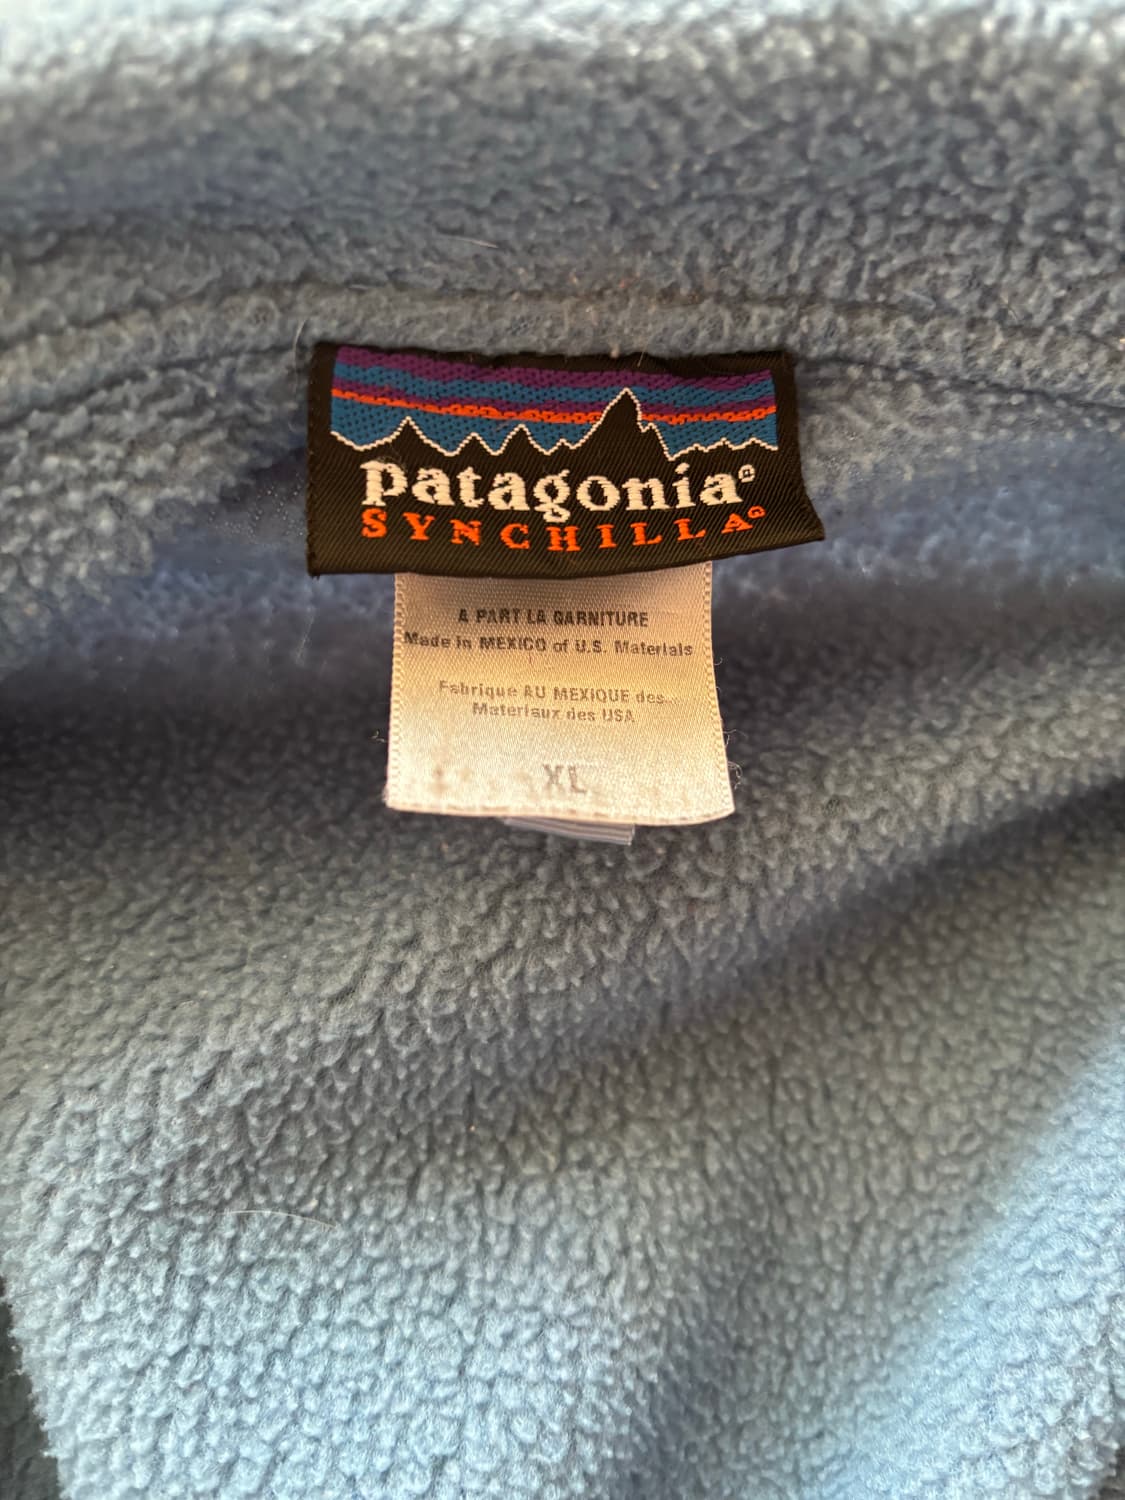 patagonia®
SYNCHILLA®
A PART LA GARNITURE
Made in MEXICO of U.S. Materials
Fabrique AU MEXIQUE des
Materiaux des USA
XL